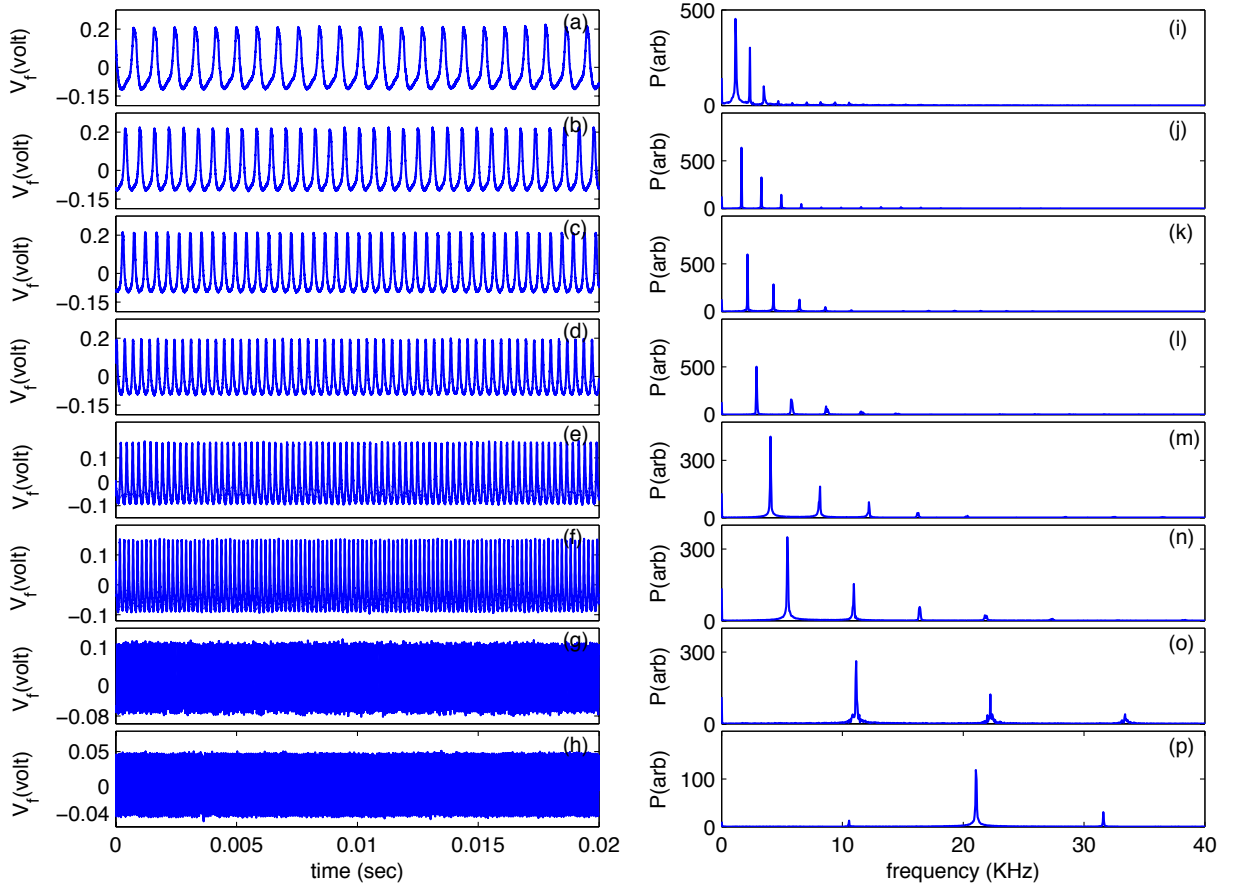 (a)
0.2
0
−0.15
V_f(volt)
(b)
0.2
0
−0.15
V_f(volt)
(c)
0.2
0
−0.15
V_f(volt)
(d)
0.2
0
−0.15
V_f(volt)
(e)
0.1
0
−0.1
V_f(volt)
(f)
0.1
0
−0.1
V_f(volt)
(g)
0.1
0
−0.08
V_f(volt)
(h)
0.05
0
−0.04
V_f(volt)
0 0.005 0.01 0.015 0.02
time (sec)
(i)
500
0
P(arb)
(j)
500
0
P(arb)
(k)
500
0
P(arb)
(l)
500
0
P(arb)
(m)
300
0
P(arb)
(n)
300
0
P(arb)
(o)
300
0
P(arb)
(p)
100
0
P(arb)
0 10 20 30 40
frequency (KHz)